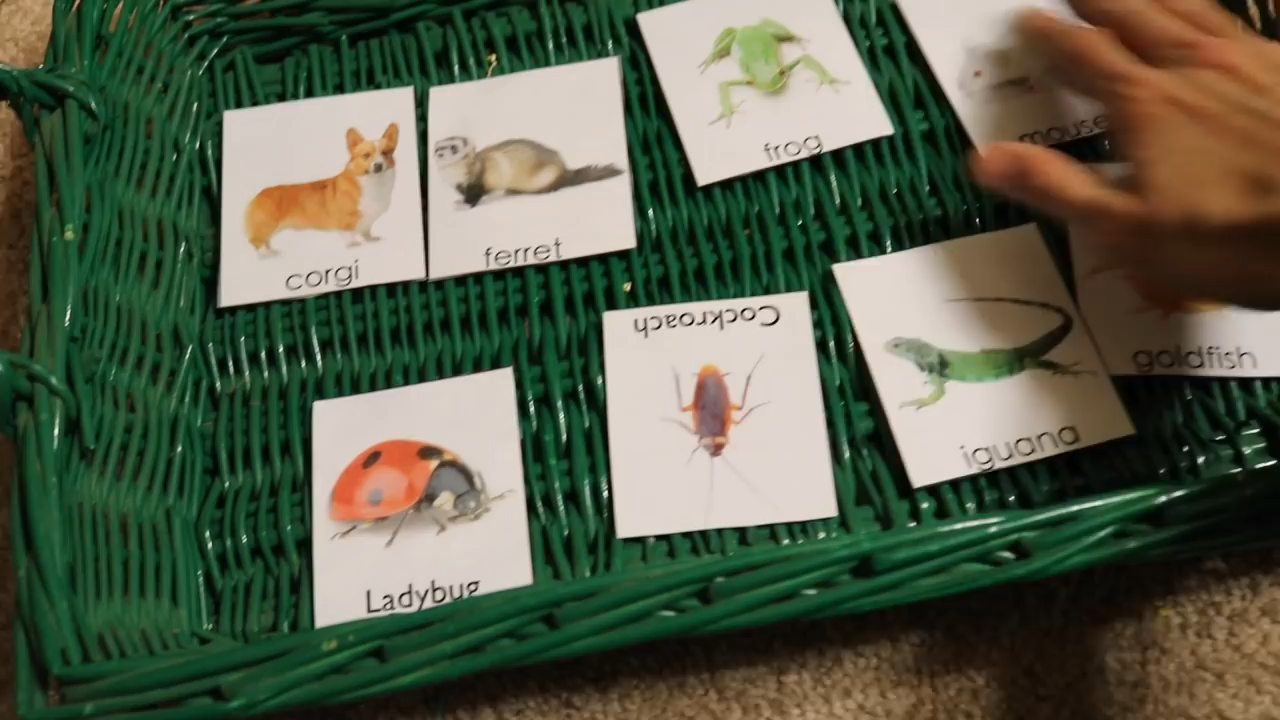 corgi
ferret
frog
mouse
Ladybug
Cockroach
iguana
goldfish